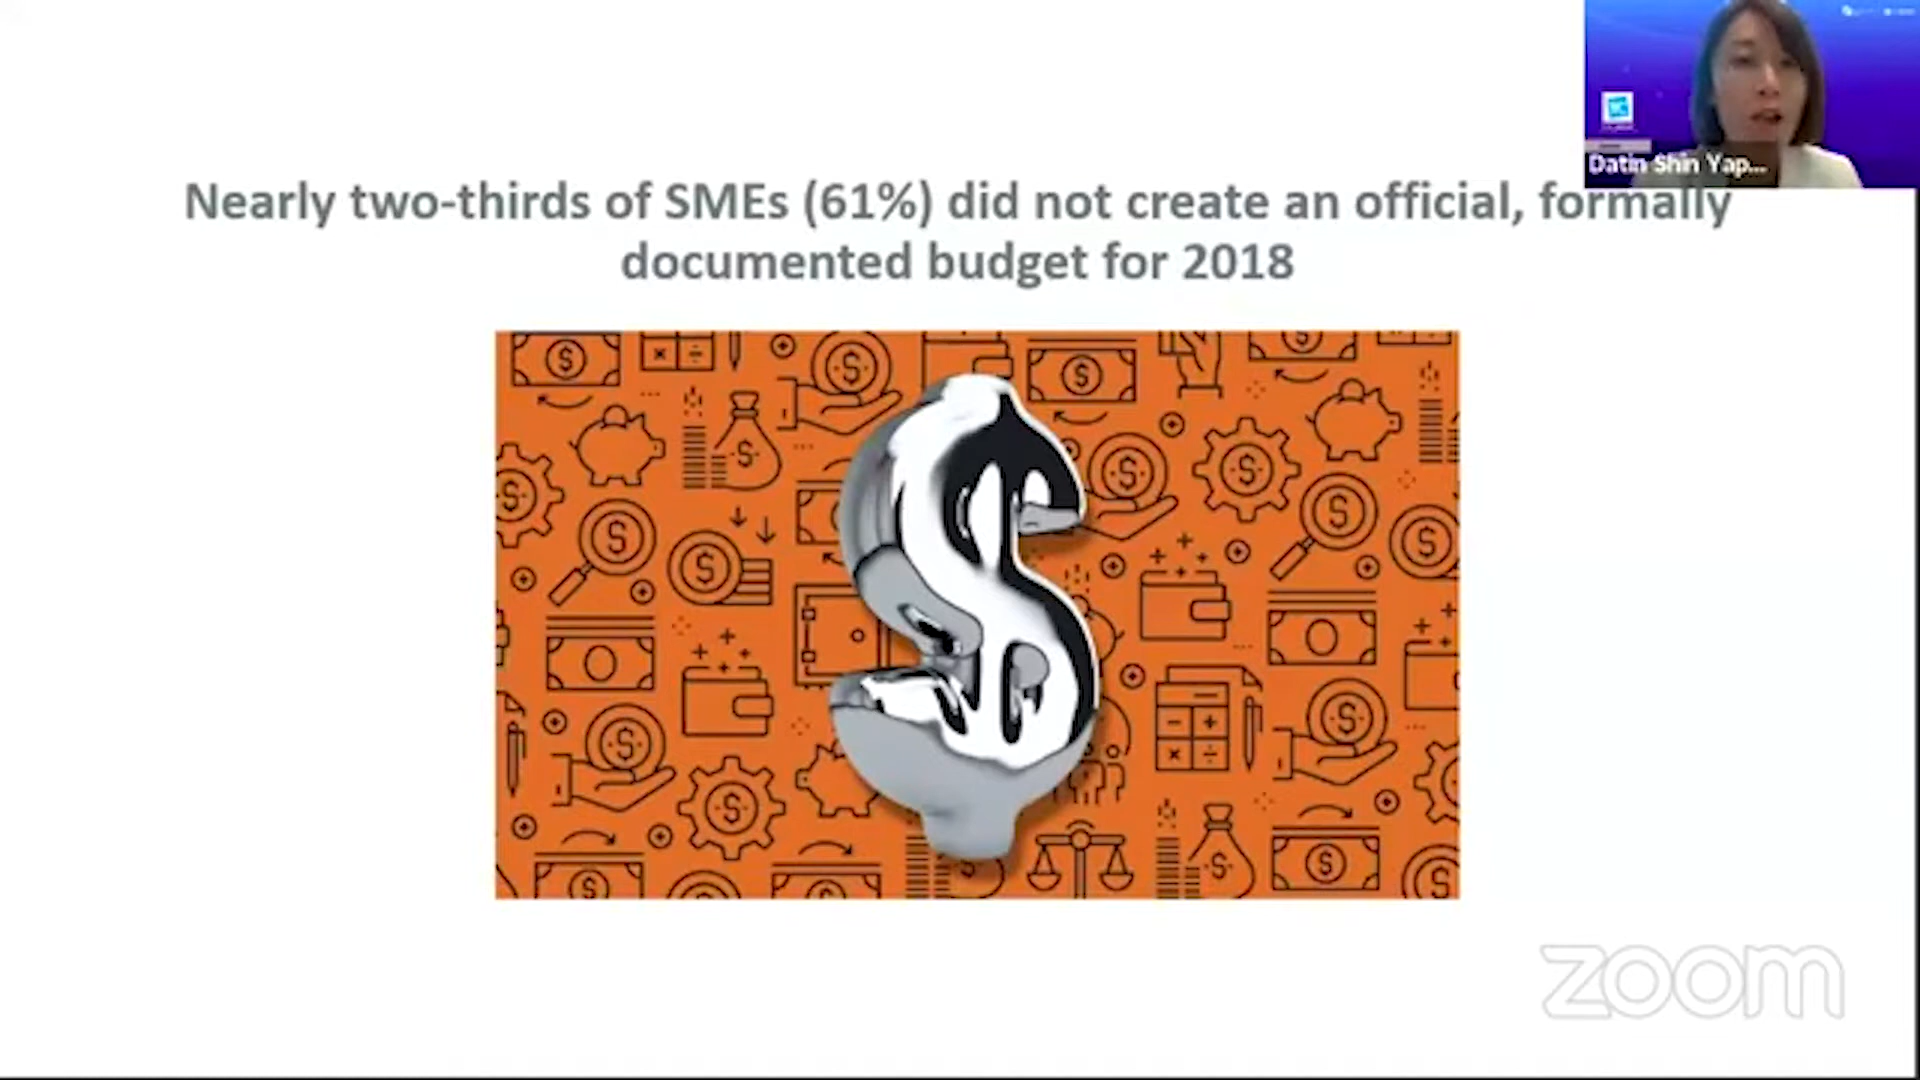 Datin Shin Yap...
Nearly two-thirds of SMEs (61%) did not create an official, formally
documented budget for 2018
zoom